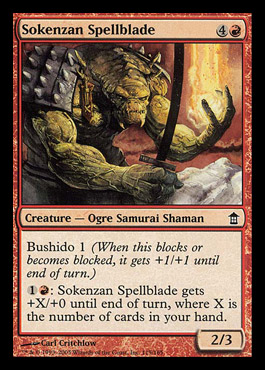 Sokenzan Spellblade 4
Creature — Ogre Samurai Shaman
Bushido 1 (When this blocks or
becomes blocked, it gets +1/+1 until
end of turn.)
1 : Sokenzan Spellblade gets
+X/+0 until end of turn, where X is
the number of cards in your hand.
Carl Critchlow
2/3